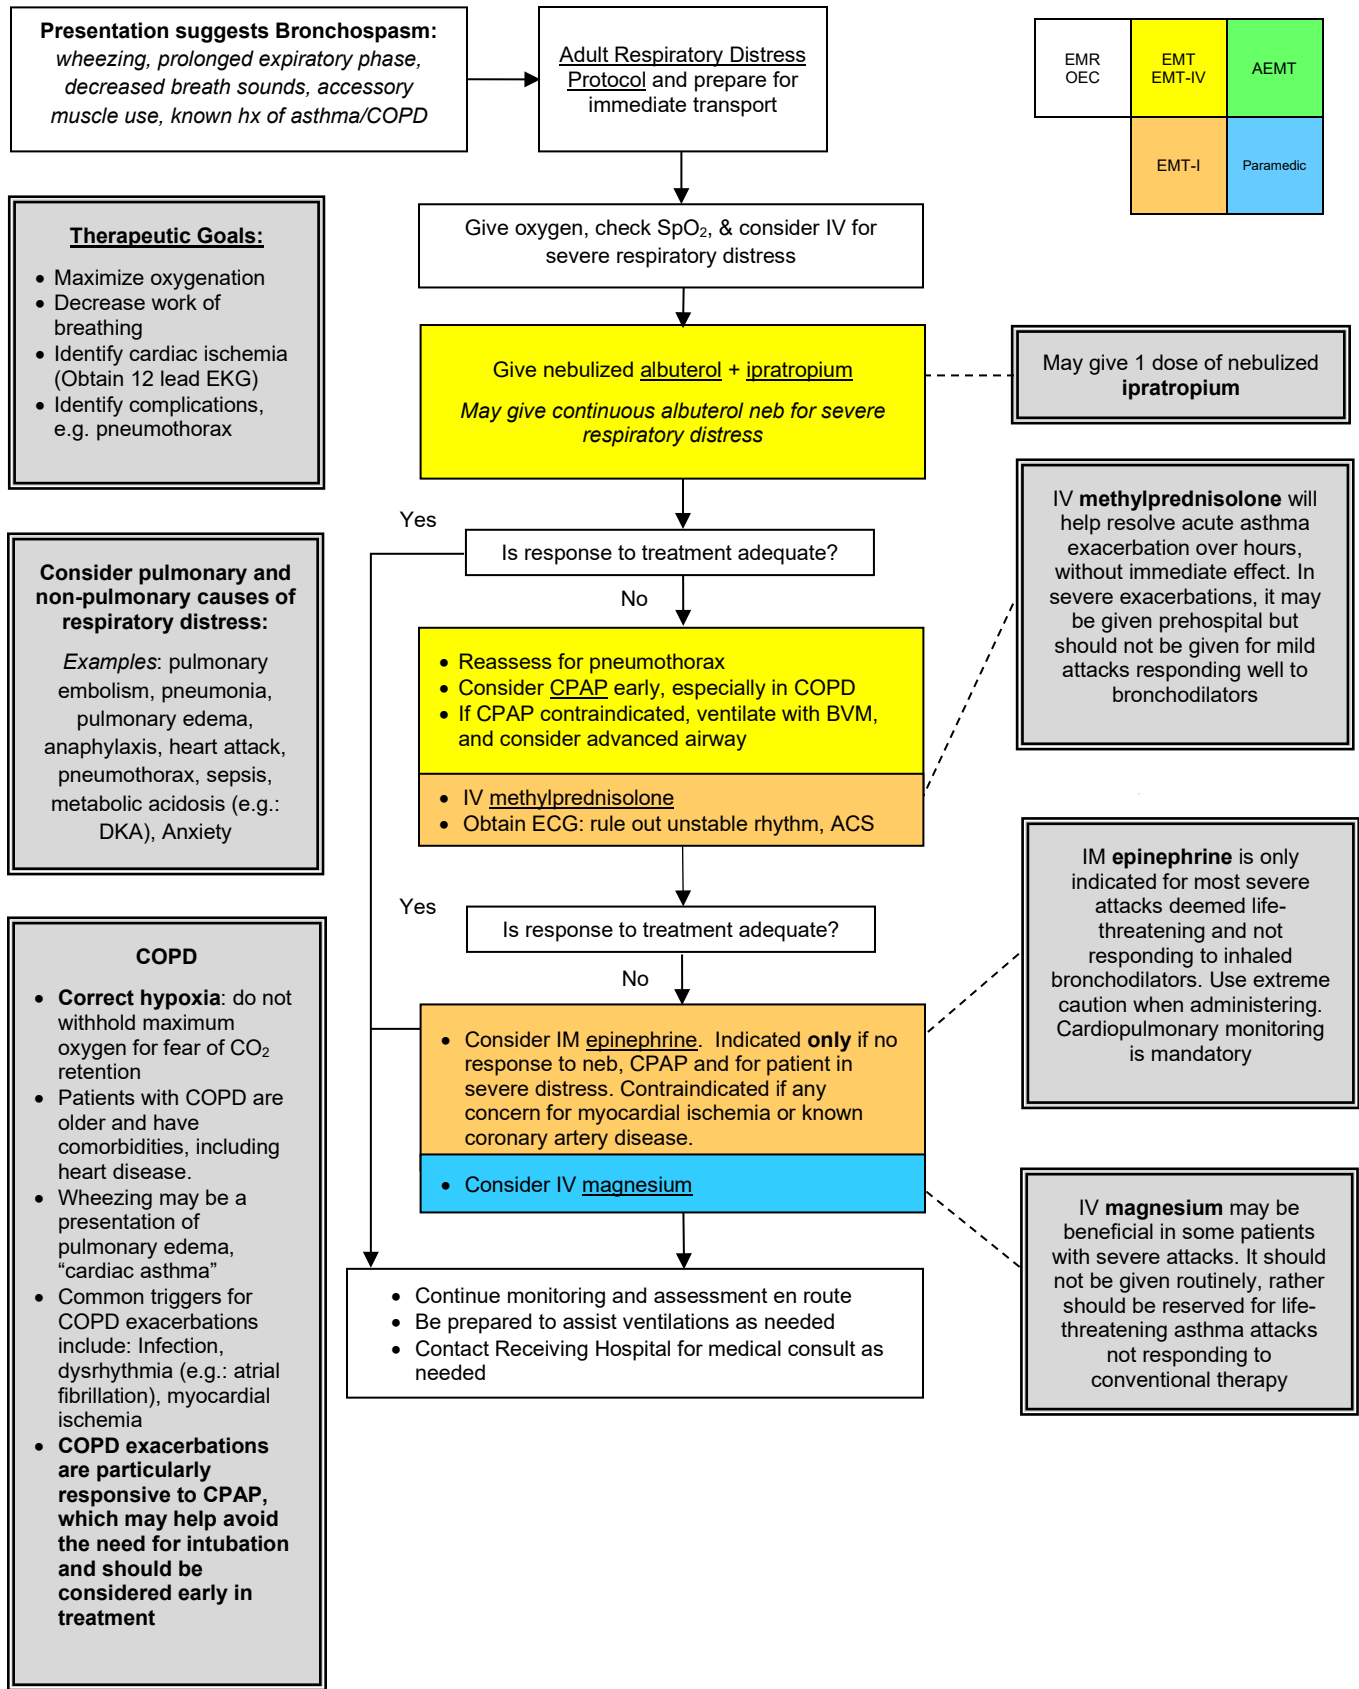 Presentation suggests Bronchospasm:
wheezing, prolonged expiratory phase,
decreased breath sounds, accessory
muscle use, known hx of asthma/COPD
Adult Respiratory Distress
Protocol and prepare for
immediate transport
EMR
OEC
EMT
EMT-IV
AEMT
EMT-I
Paramedic
Give oxygen, check SpO₂, & consider IV for
severe respiratory distress
Therapeutic Goals:
• Maximize oxygenation
• Decrease work of
breathing
• Identify cardiac ischemia
(Obtain 12 lead EKG)
• Identify complications,
e.g. pneumothorax
Give nebulized albuterol + ipratropium
May give continuous albuterol neb for severe
respiratory distress
May give 1 dose of nebulized
ipratropium
Yes
Is response to treatment adequate?
No
IV methylprednisolone will
help resolve acute asthma
exacerbation over hours,
without immediate effect. In
severe exacerbations, it may
be given prehospital but
should not be given for mild
attacks responding well to
bronchodilators
Consider pulmonary and
non-pulmonary causes of
respiratory distress:
Examples: pulmonary
embolism, pneumonia,
pulmonary edema,
anaphylaxis, heart attack,
pneumothorax, sepsis,
metabolic acidosis (e.g.:
DKA), Anxiety
• Reassess for pneumothorax
• Consider CPAP early, especially in COPD
• If CPAP contraindicated, ventilate with BVM,
and consider advanced airway
• IV methylprednisolone
• Obtain ECG: rule out unstable rhythm, ACS
Yes
Is response to treatment adequate?
No
IM epinephrine is only
indicated for most severe
attacks deemed life-
threatening and not
responding to inhaled
bronchodilators. Use extreme
caution when administering.
Cardiopulmonary monitoring
is mandatory
COPD
• Correct hypoxia: do not
withhold maximum
oxygen for fear of CO₂
retention
• Patients with COPD are
older and have
comorbidities, including
heart disease.
• Wheezing may be a
presentation of
pulmonary edema,
“cardiac asthma”
• Common triggers for
COPD exacerbations
include: Infection,
dysrhythmia (e.g.: atrial
fibrillation), myocardial
ischemia
• COPD exacerbations
are particularly
responsive to CPAP,
which may help avoid
the need for intubation
and should be
considered early in
treatment
• Consider IM epinephrine. Indicated only if no
response to neb, CPAP and for patient in
severe distress. Contraindicated if any
concern for myocardial ischemia or known
coronary artery disease.
• Consider IV magnesium
IV magnesium may be
beneficial in some patients
with severe attacks. It should
not be given routinely, rather
should be reserved for life-
threatening asthma attacks
not responding to
conventional therapy
• Continue monitoring and assessment en route
• Be prepared to assist ventilations as needed
• Contact Receiving Hospital for medical consult as
needed